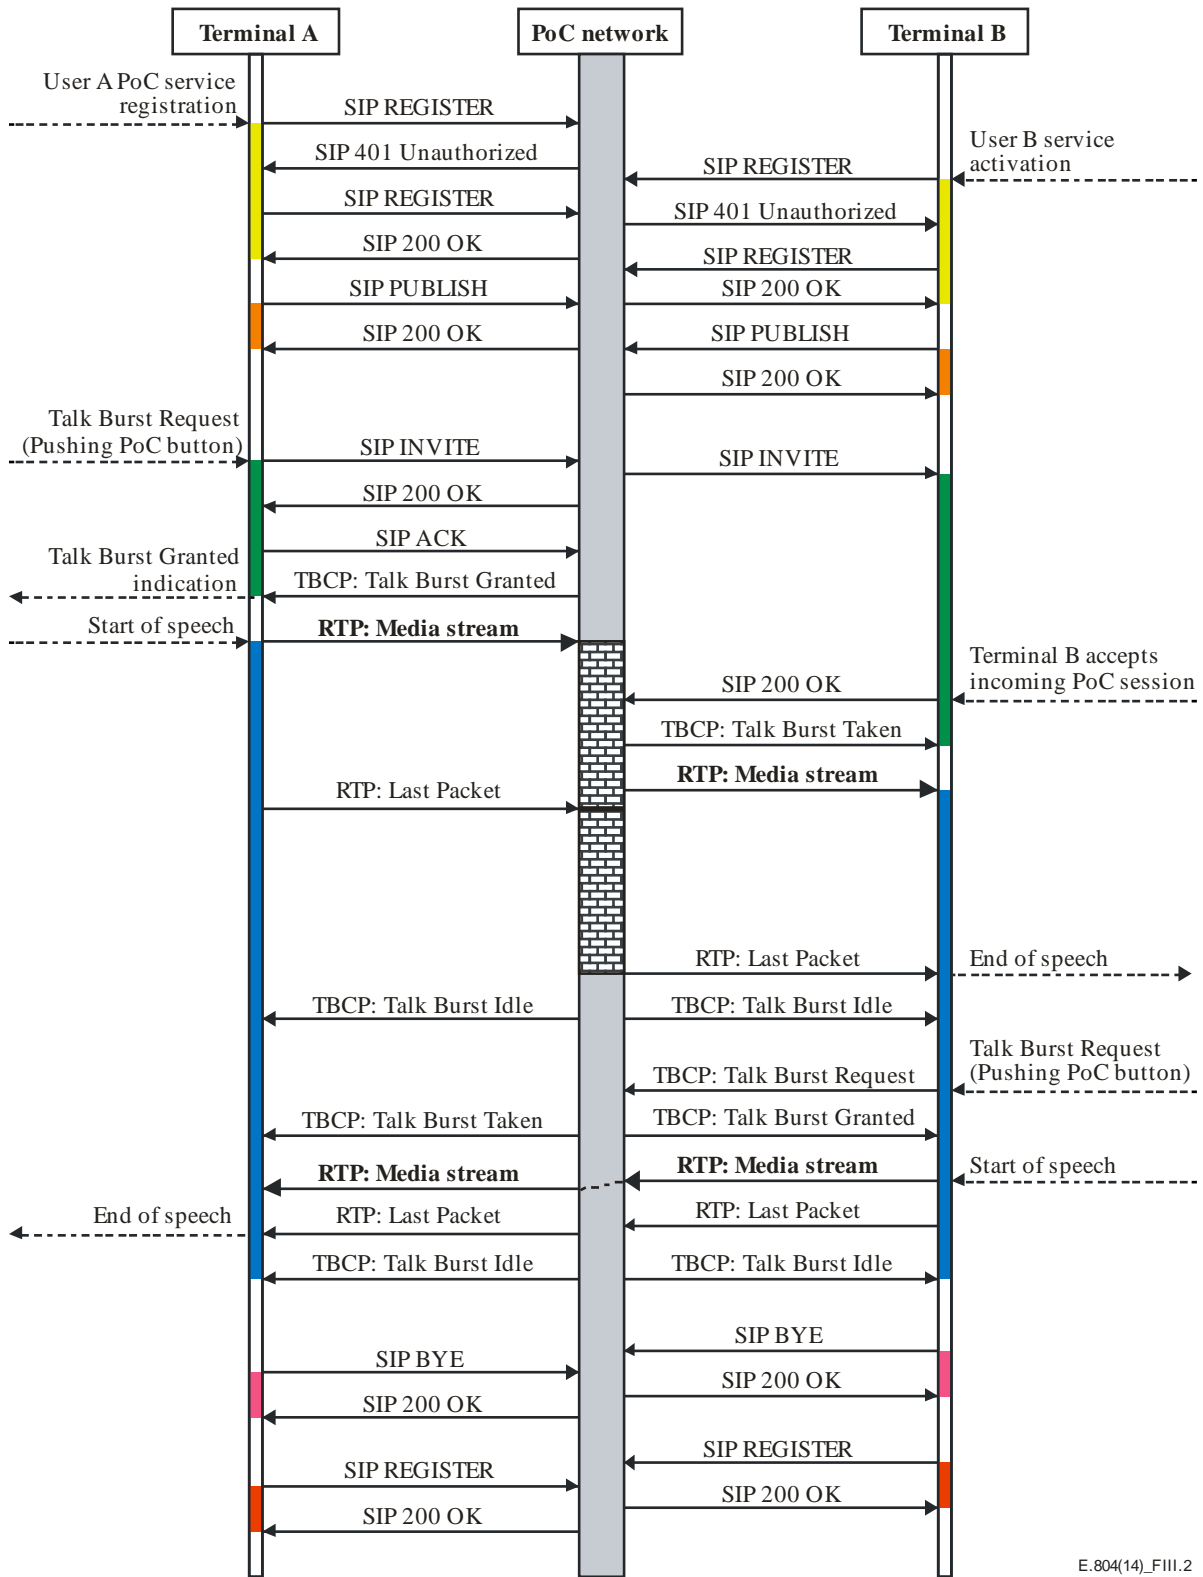 Terminal A
PoC network
Terminal B
User A PoC service
registration
SIP REGISTER
SIP 401 Unauthorized
User B service
activation
SIP REGISTER
SIP REGISTER
SIP 401 Unauthorized
SIP 200 OK
SIP REGISTER
SIP PUBLISH
SIP 200 OK
SIP 200 OK
SIP PUBLISH
SIP 200 OK
Talk Burst Request
(Pushing PoC button)
SIP INVITE
SIP INVITE
SIP 200 OK
SIP ACK
Talk Burst Granted
indication
TBCP: Talk Burst Granted
Start of speech
RTP: Media stream
Terminal B accepts
incoming PoC session
SIP 200 OK
TBCP: Talk Burst Taken
RTP: Media stream
RTP: Last Packet
RTP: Last Packet
End of speech
TBCP: Talk Burst Idle
TBCP: Talk Burst Idle
Talk Burst Request
(Pushing PoC button)
TBCP: Talk Burst Request
TBCP: Talk Burst Taken
TBCP: Talk Burst Granted
RTP: Media stream
RTP: Media stream
Start of speech
End of speech
RTP: Last Packet
RTP: Last Packet
TBCP: Talk Burst Idle
TBCP: Talk Burst Idle
SIP BYE
SIP BYE
SIP 200 OK
SIP 200 OK
SIP REGISTER
SIP REGISTER
SIP 200 OK
SIP 200 OK
E.804(14)_FIII.2